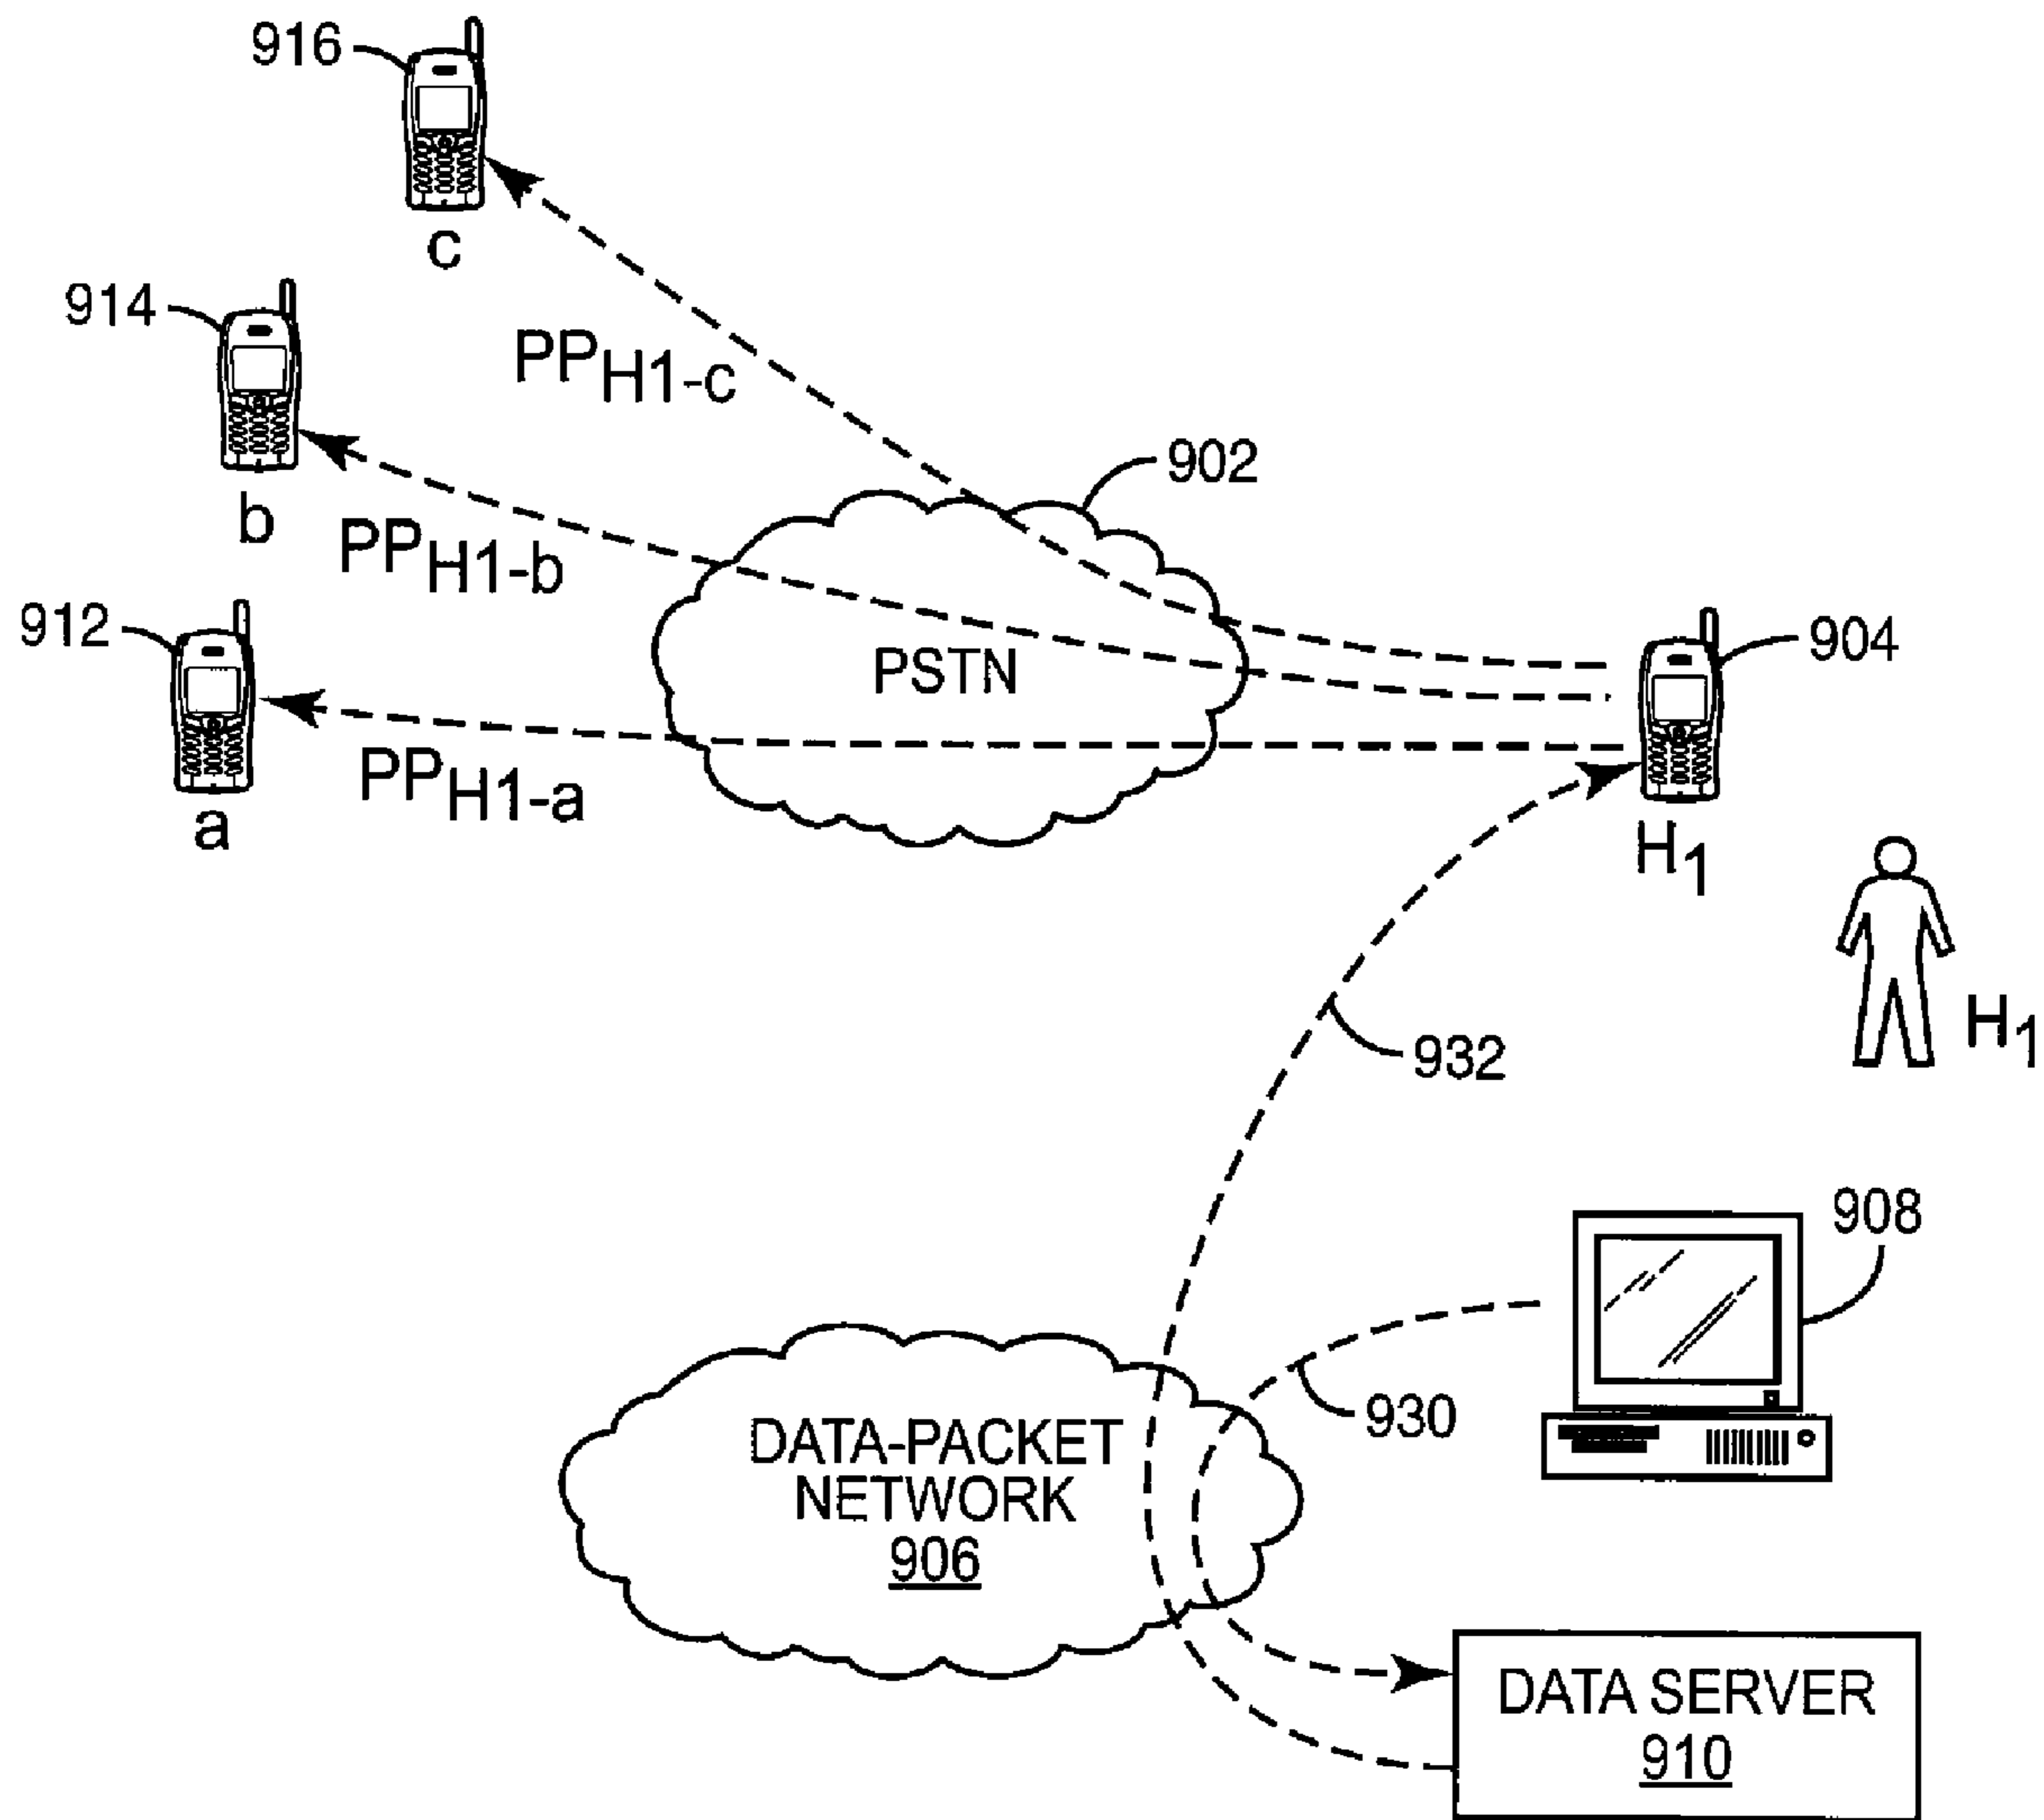 916
c
914
PPH1-c
902
b
PPH1-b
912
PSTN
904
PPH1-a
a
H1
H1
932
908
930
DATA-PACKET
NETWORK
906
DATA SERVER
910